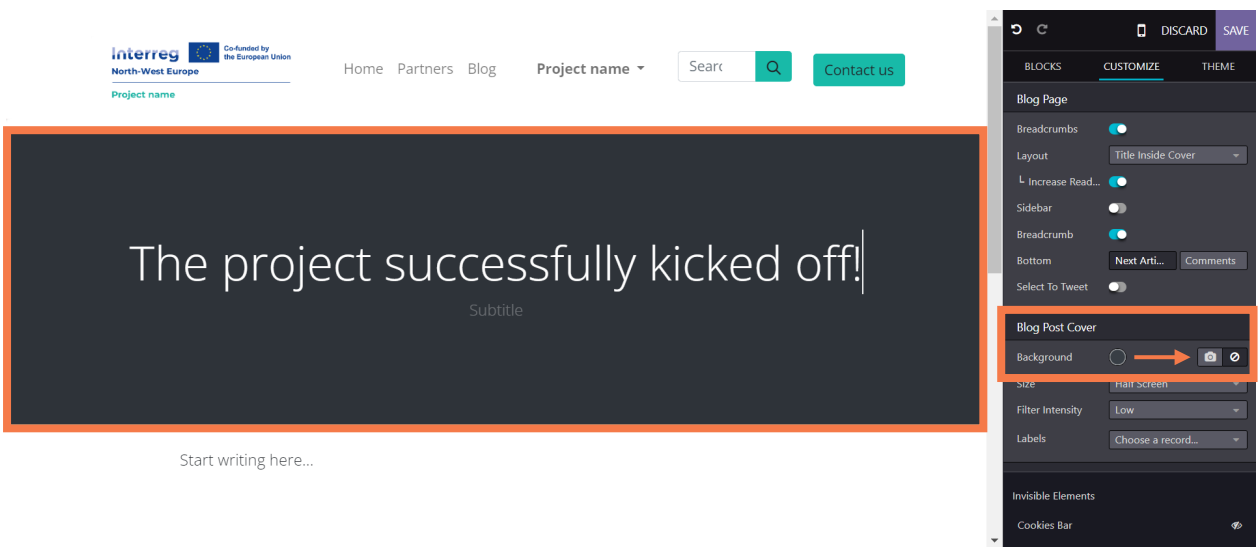 Interreg
Co-funded by
the European Union
North-West Europe
Project name
Home Partners Blog Project name Searc Contact us
The project successfully kicked off!
Subtitle
Start writing here...
DISCARD SAVE
BLOCKS CUSTOMIZE THEME
Blog Page
Breadcrumbs
Layout Title Inside Cover
Increase Read...
Sidebar
Breadcrumb
Bottom Next Arti... Comments
Select To Tweet
Blog Post Cover
Background
Size Half Screen
Filter Intensity Low
Labels Choose a record...
Invisible Elements
Cookies Bar